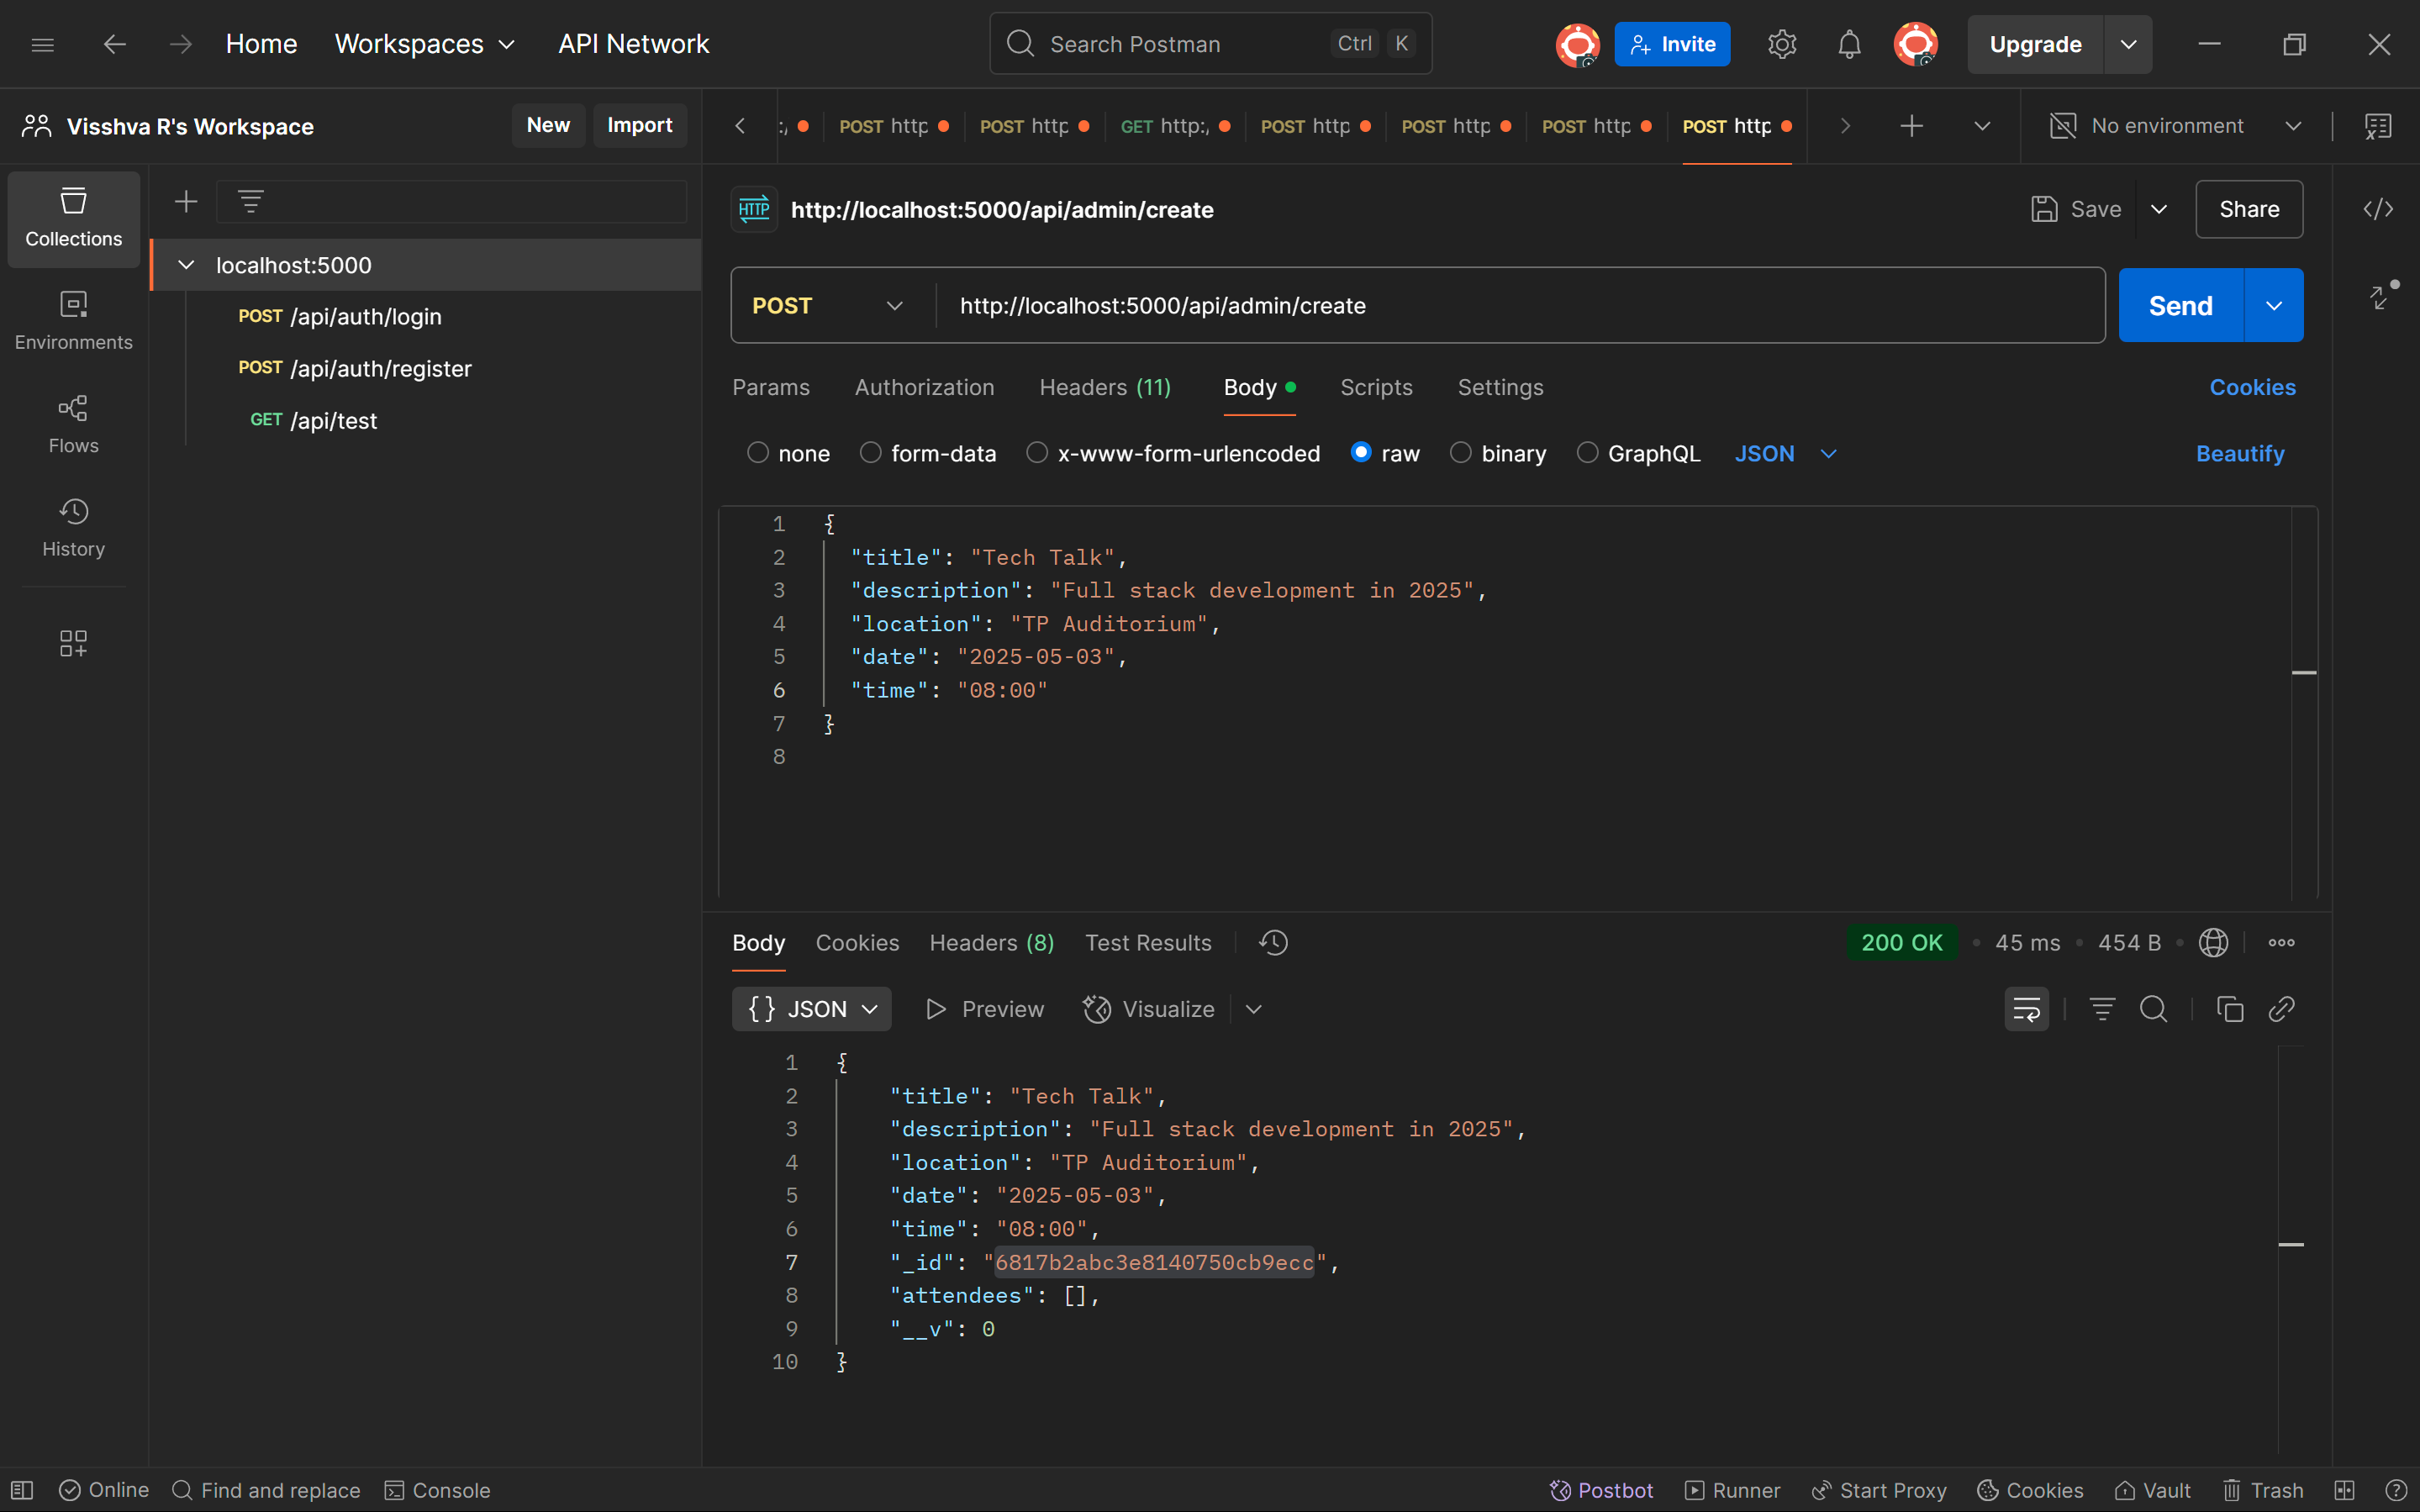 Home Workspaces API Network Search Postman Ctrl K Invite Upgrade
Visshva R's Workspace New Import POST http POST http GET http:/ POST http POST http POST http POST http No environment
Collections
Environments
Flows
History
localhost:5000
POST /api/auth/login
POST /api/auth/register
GET /api/test
HTTP http://localhost:5000/api/admin/create Save Share
POST http://localhost:5000/api/admin/create Send
Params Authorization Headers (11) Body Scripts Settings Cookies
none form-data x-www-form-urlencoded raw binary GraphQL JSON Beautify
1 {
2 "title": "Tech Talk",
3 "description": "Full stack development in 2025",
4 "location": "TP Auditorium",
5 "date": "2025-05-03",
6 "time": "08:00"
7 }
8
Body Cookies Headers (8) Test Results 200 OK • 45 ms • 454 B •
{} JSON Preview Visualize
1 {
2 "title": "Tech Talk",
3 "description": "Full stack development in 2025",
4 "location": "TP Auditorium",
5 "date": "2025-05-03",
6 "time": "08:00",
7 "_id": "6817b2abc3e8140750cb9ecc",
8 "attendees": [],
9 "__v": 0
10 }
Online Find and replace Console Postbot Runner Start Proxy Cookies Vault Trash